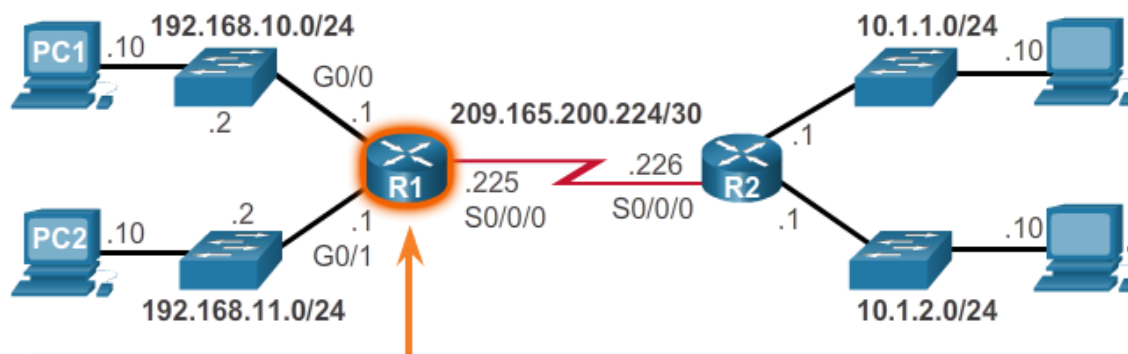 192.168.10.0/24
PC1
.10
G0/0
.1
.2
209.165.200.224/30
R1
.225
S0/0/0
.226
S0/0/0
R2
10.1.1.0/24
.10
.1
PC2
.10
.2
.1
G0/1
192.168.11.0/24
.1
.10
10.1.2.0/24